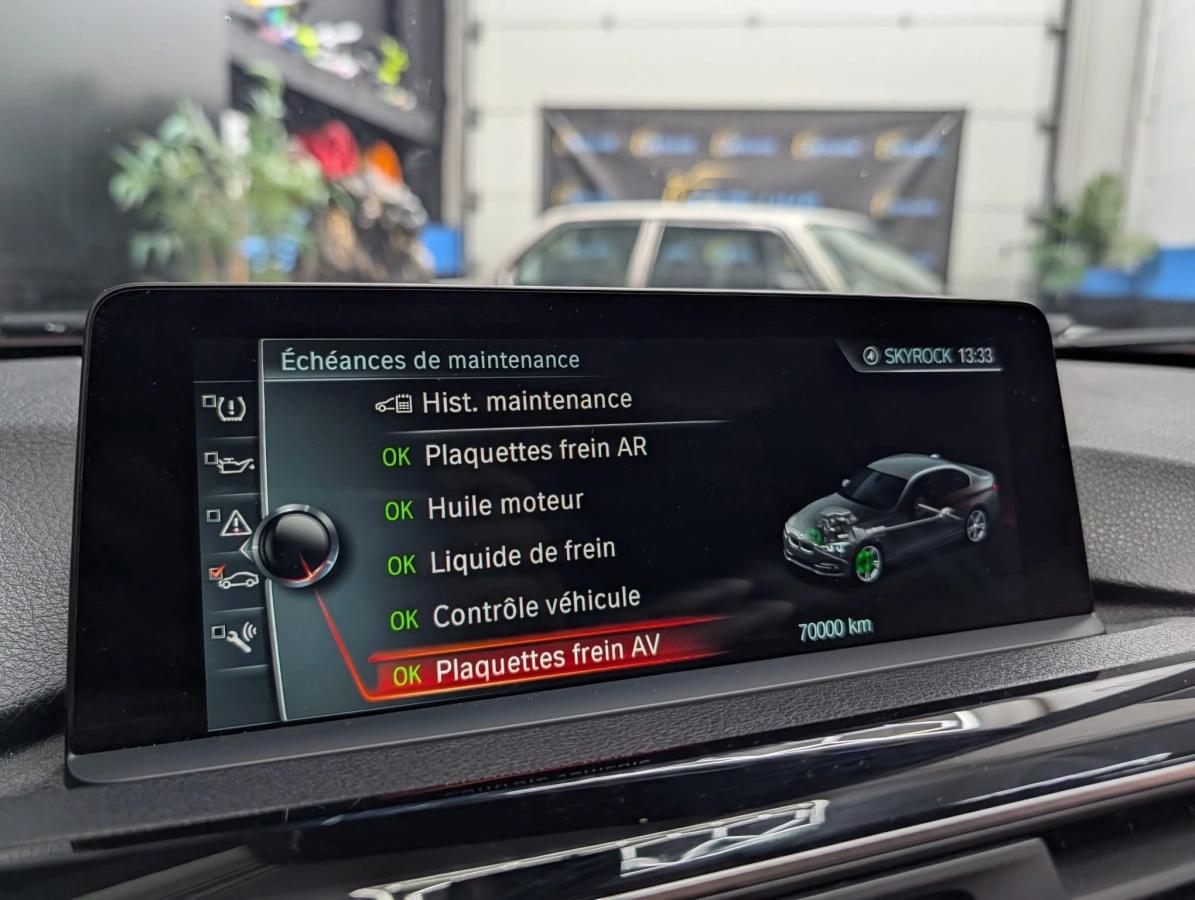 Échéances de maintenance
SKYROCK 13:33
Hist. maintenance
OK Plaquettes frein AR
OK Huile moteur
OK Liquide de frein
OK Contrôle véhicule
OK Plaquettes frein AV
70000 km